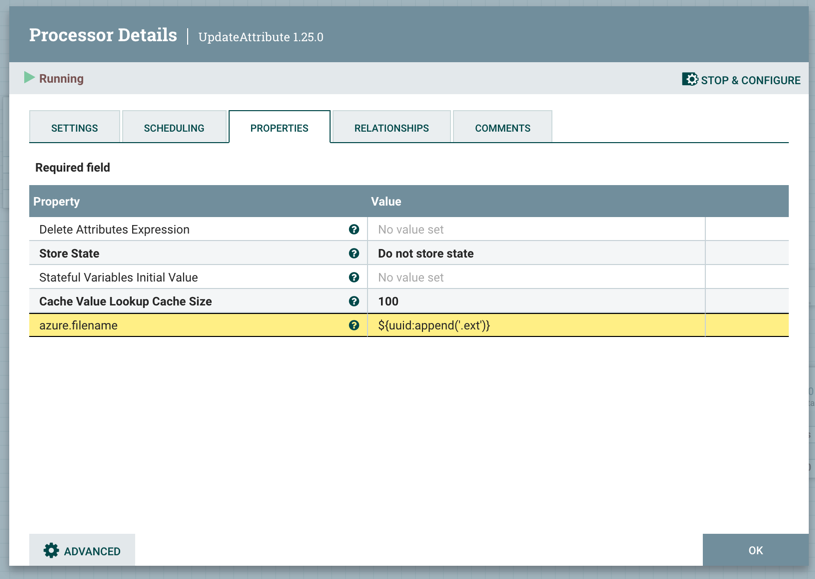 Processor Details | UpdateAttribute 1.25.0
Running
STOP & CONFIGURE
SETTINGS
SCHEDULING
PROPERTIES
RELATIONSHIPS
COMMENTS
Required field
Property Value
Delete Attributes Expression ? No value set
Store State ? Do not store state
Stateful Variables Initial Value ? No value set
Cache Value Lookup Cache Size ? 100
azure.filename ? ${uuid:append('.ext')}
ADVANCED
OK